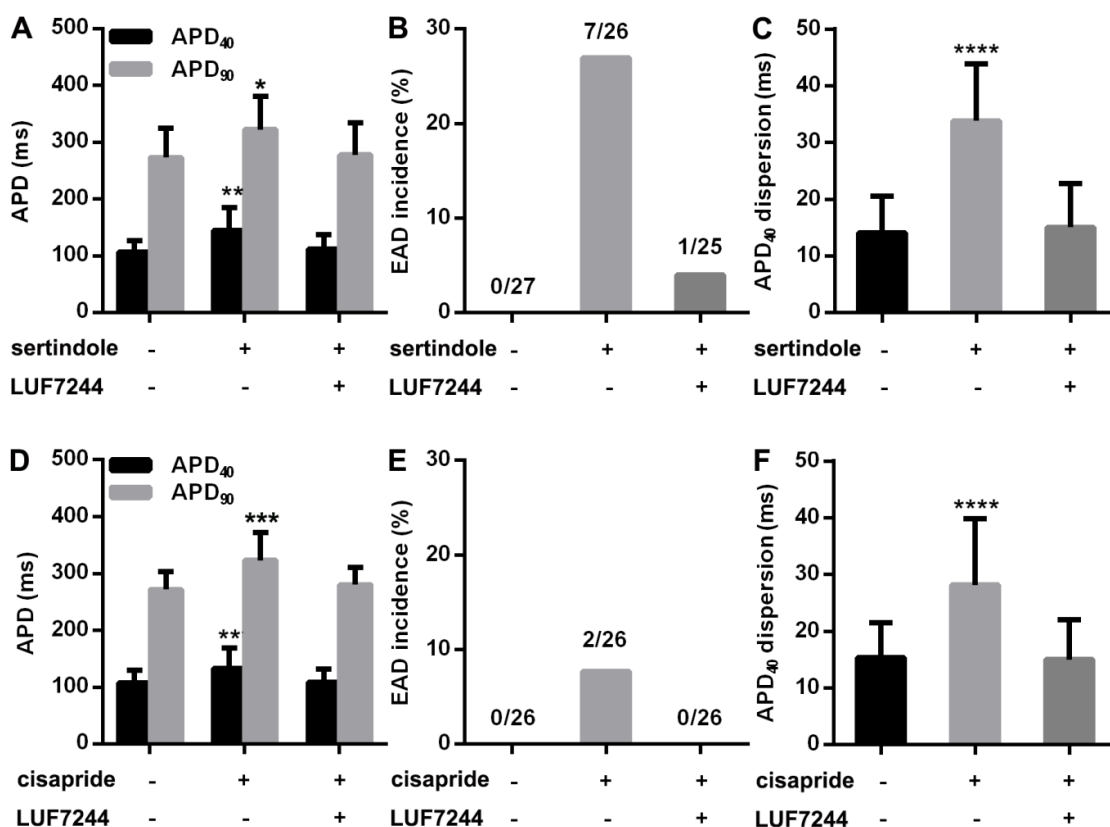 A
APD40
APD90
APD (ms)
500
400
300
200
100
0
**
*
sertindole - + +
LUF7244 - - +
B
EAD incidence (%)
30
20
10
0
0/27
7/26
1/25
sertindole - + +
LUF7244 - - +
C
APD40 dispersion (ms)
50
40
30
20
10
0
****
sertindole - + +
LUF7244 - - +
D
APD40
APD90
APD (ms)
500
400
300
200
100
0
***
cisapride - + +
LUF7244 - - +
E
EAD incidence (%)
30
20
10
0
0/26
2/26
0/26
cisapride - + +
LUF7244 - - +
F
APD40 dispersion (ms)
50
40
30
20
10
0
****
cisapride - + +
LUF7244 - - +